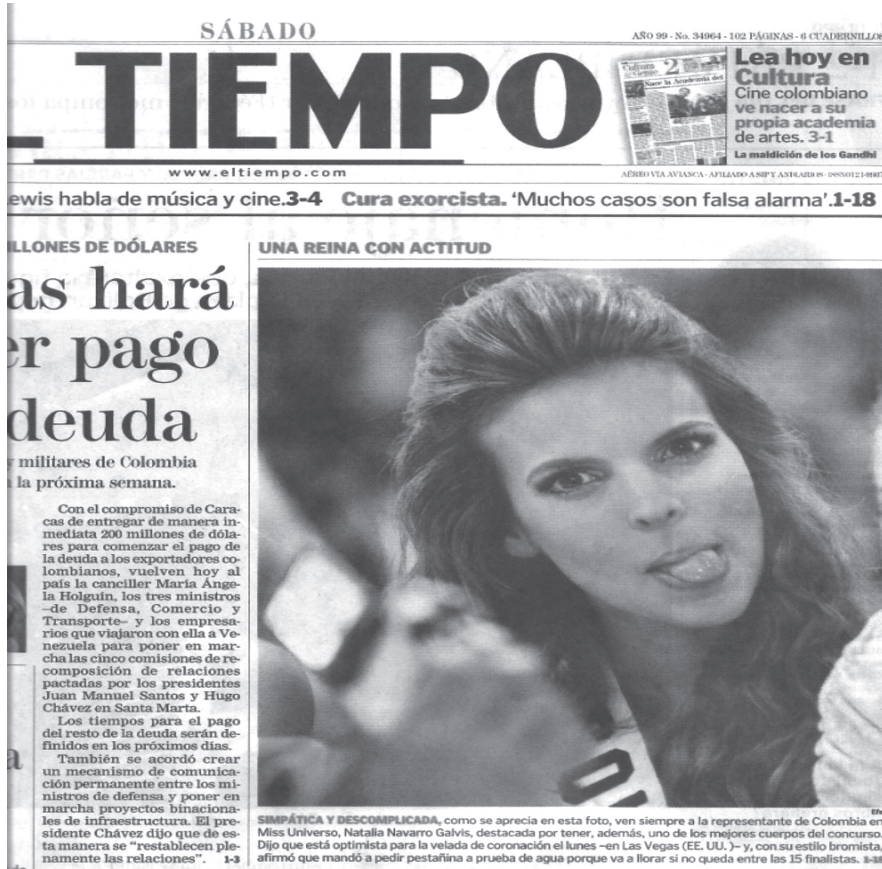 SÁBADO
AÑO 99 - No. 34964 - 102 PÁGINAS - 6 CUADERNILLOS
L TIEMPO
www.eltiempo.com
Lea hoy en
Cultura
Cine colombiano
ve nacer a su
propia academia
de artes. 3-1
La maldición de los Gandhi
Nace la Academia del
AÉREO VIA AVIANCA - AFILIADO A SIP Y ANDIARIOS -
ewis habla de música y cine.3-4 Cura exorcista. ‘Muchos casos son falsa alarma’.1-18
ILLONES DE DÓLARES
as hará
er pago
deuda
y militares de Colombia
la próxima semana.
Con el compromiso de Cara-
cas de entregar de manera in-
mediata 200 millones de dóla-
res para comenzar el pago de
la deuda a los exportadores co-
lombianos, vuelven hoy al
país la canciller María Ánge-
la Holguín, los tres ministros
–de Defensa, Comercio y
Transporte– y los empresa-
rios que viajaron con ella a Ve-
nezuela para poner en mar-
cha las cinco comisiones de re-
composición de relaciones
pactadas por los presidentes
Juan Manuel Santos y Hugo
Chávez en Santa Marta.
Los tiempos para el pago
del resto de la deuda serán de-
finidos en los próximos días.
También se acordó crear
un mecanismo de comunica-
ción permanente entre los mi-
nistros de defensa y poner en
marcha proyectos binaciona-
les de infraestructura. El pre-
sidente Chávez dijo que de es-
ta manera se “restablecen ple-
namente las relaciones”. 1-3
UNA REINA CON ACTITUD
Efe
SIMPÁTICA Y DESCOMPLICADA, como se aprecia en esta foto, ven siempre a la representante de Colombia en
Miss Universo, Natalia Navarro Galvis, destacada por tener, además, uno de los mejores cuerpos del concurso.
Dijo que está optimista para la velada de coronación el lunes –en Las Vegas (EE. UU. )– y, con su estilo bromista,
afirmó que mandó a pedir pestañina a prueba de agua porque va a llorar si no queda entre las 15 finalistas.